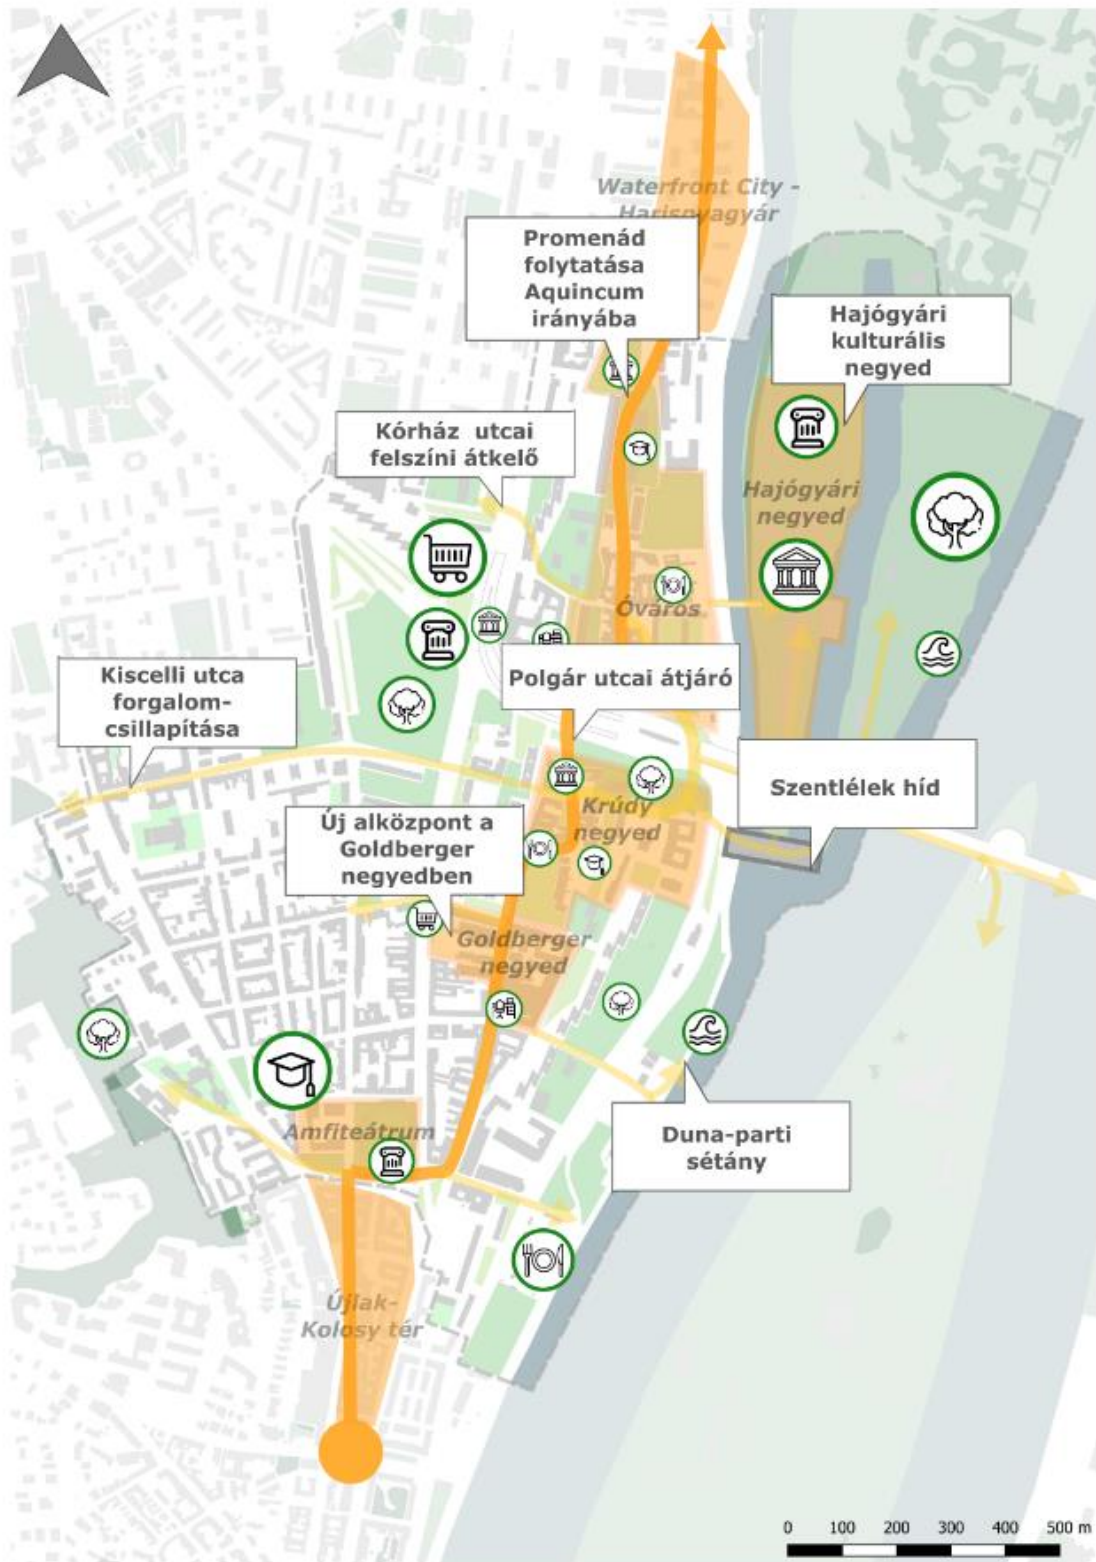 Waterfront City -
Harisnyagyár
Promenád
folytatása
Aquincum
irányába
Hajógyári
kulturális
negyed
Kórház utcai
felszíni átkelő
Hajógyári
negyed
Óváros
Kiscelli utca
forgalom-
csillapítása
Polgár utcai átjáró
Szentlélek híd
Krúdy
negyed
Új alközpont a
Goldberger
negyedben
Goldberger
negyed
Amfiteátrum
Duna-parti
sétány
Újlak-
Kolosy tér
0 100 200 300 400 500 m